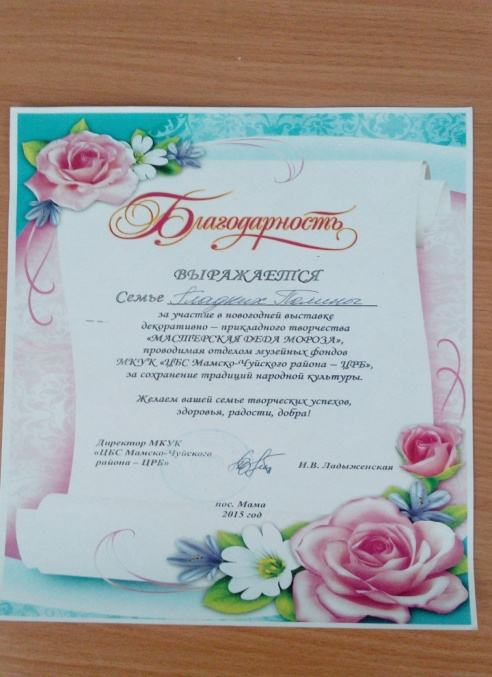 Благодарность
ВЫРАЖАЕТСЯ
Семье Гладких Полины
за участие в новогодней выставке
декоративно – прикладного творчества
«МАСТЕРСКАЯ ДЕДА МОРОЗА»,
проводимая отделом музейных фондов
МКУК «ЦБС Мамско-Чуйского района – ЦРБ»,
за сохранение традиций народной культуры.
Желаем вашей семье творческих успехов,
здоровья, радости, добра!
Директор МКУК
«ЦБС Мамско-Чуйского
района – ЦРБ»
И.В. Ладыженская
пос. Мама
2015 год